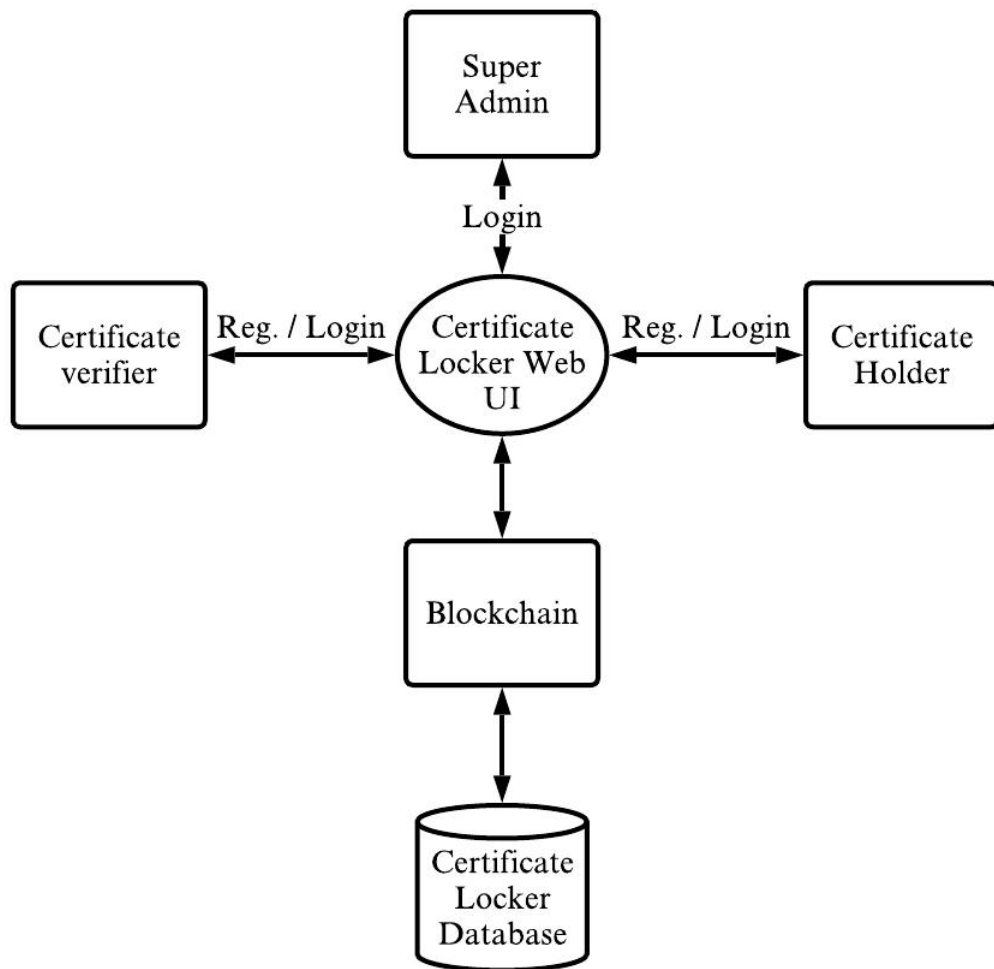 Super
Admin
Login
Certificate
verifier
Reg. / Login
Certificate
Locker Web
UI
Reg. / Login
Certificate
Holder
Blockchain
Certificate
Locker
Database